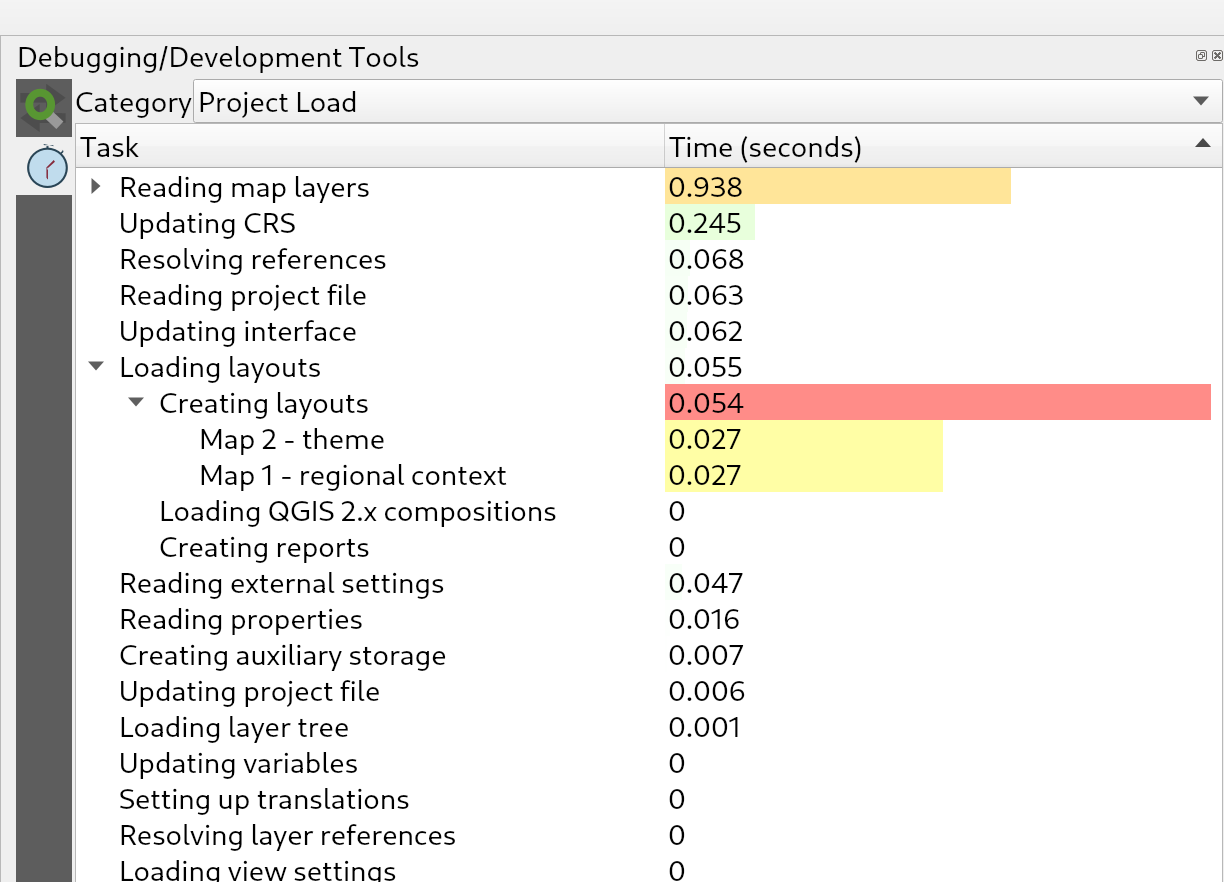 Debugging/Development Tools
Category Project Load
Task Time (seconds)
Reading map layers 0.938
Updating CRS 0.245
Resolving references 0.068
Reading project file 0.063
Updating interface 0.062
Loading layouts 0.055
Creating layouts 0.054
Map 2 - theme 0.027
Map 1 - regional context 0.027
Loading QGIS 2.x compositions 0
Creating reports 0
Reading external settings 0.047
Reading properties 0.016
Creating auxiliary storage 0.007
Updating project file 0.006
Loading layer tree 0.001
Updating variables 0
Setting up translations 0
Resolving layer references 0
Loading view settings 0